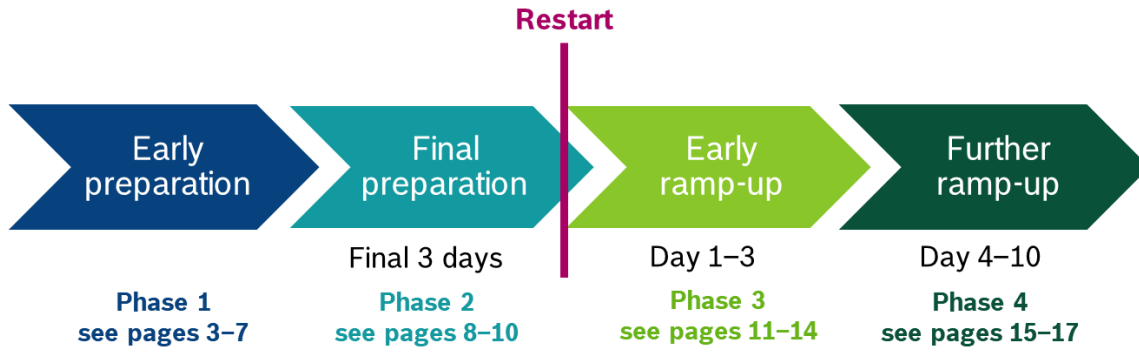 Restart
Early
preparation
Final
preparation
Early
ramp-up
Further
ramp-up
Final 3 days
Day 1–3
Day 4–10
Phase 1
see pages 3–7
Phase 2
see pages 8–10
Phase 3
see pages 11–14
Phase 4
see pages 15–17